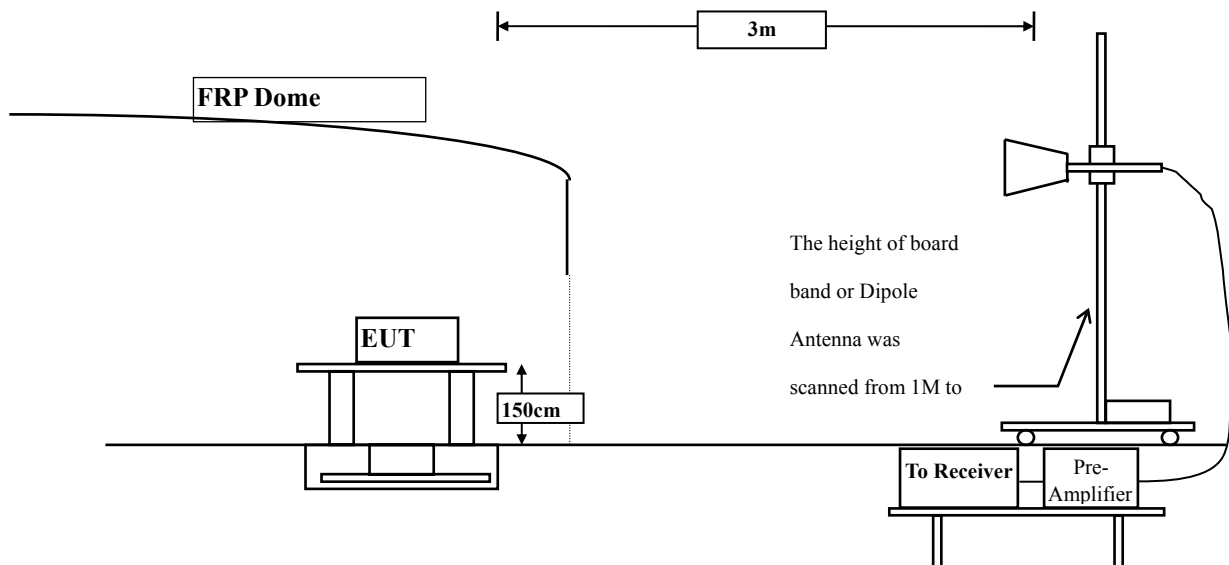 3m
FRP Dome
The height of board
band or Dipole
Antenna was
scanned from 1M to
EUT
150cm
To Receiver
Pre-
Amplifier